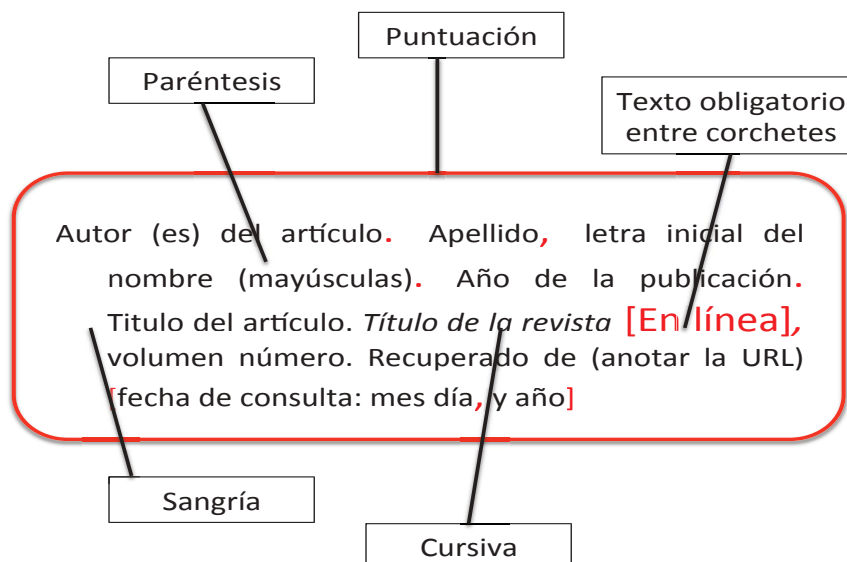 Puntuación
Paréntesis
Texto obligatorio
entre corchetes
Autor (es) del artículo. Apellido, letra inicial del
nombre (mayúsculas). Año de la publicación.
Titulo del artículo. Título de la revista [En línea],
volumen número. Recuperado de (anotar la URL)
[fecha de consulta: mes día, y año]
Sangría
Cursiva